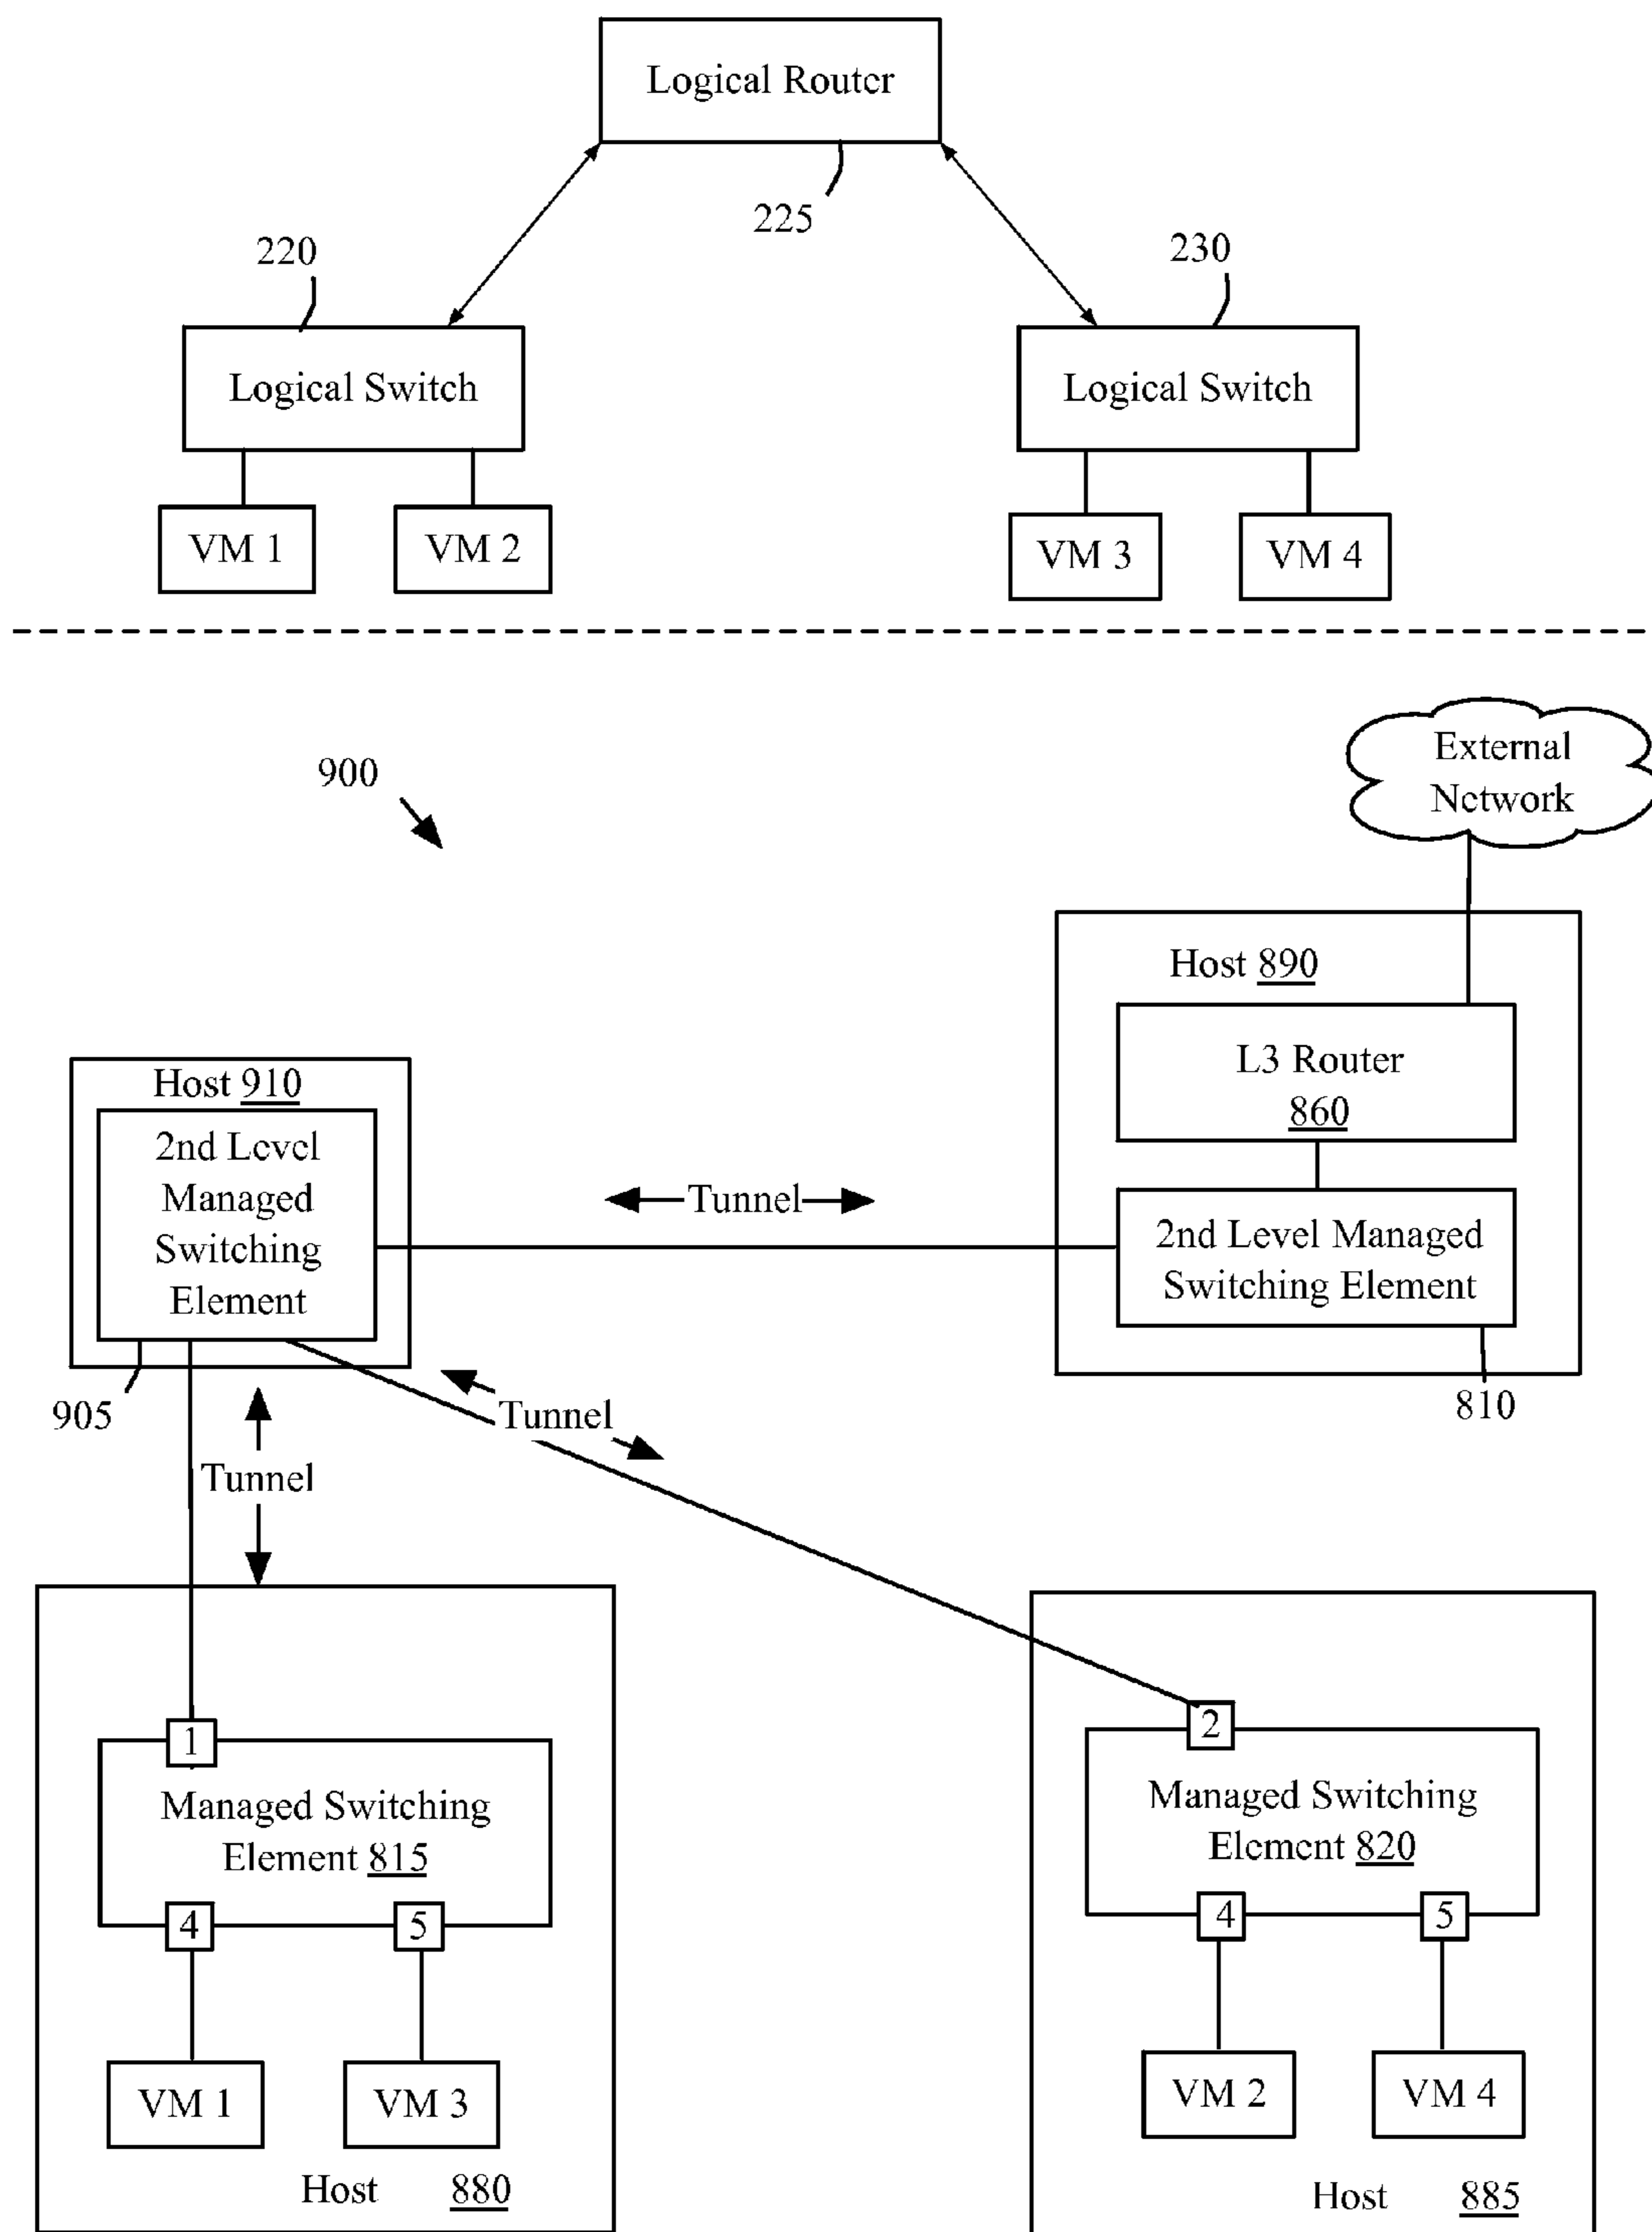 Logical Router
225
220
230
Logical Switch
Logical Switch
VM 1
VM 2
VM 3
VM 4
External
Network
900
Host 890
L3 Router
860
Host 910
2nd Level
Managed
Switching
Element
Tunnel
2nd Level Managed
Switching Element
905
810
Tunnel
Tunnel
1
2
Managed Switching
Element 815
Managed Switching
Element 820
4
5
4
5
VM 1
VM 3
VM 2
VM 4
Host 880
Host 885